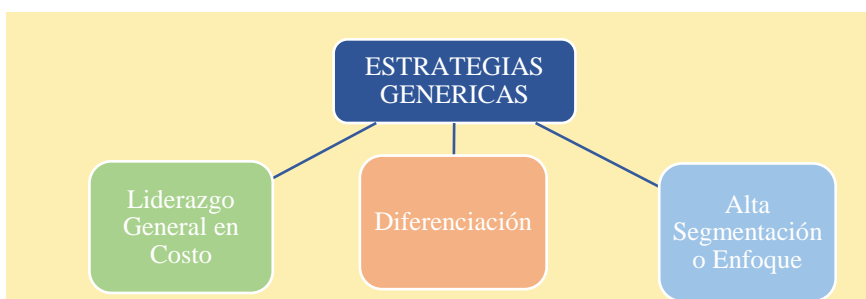 ESTRATEGIAS
GENERICAS
Liderazgo
General en
Costo
Diferenciación
Alta
Segmentación
o Enfoque